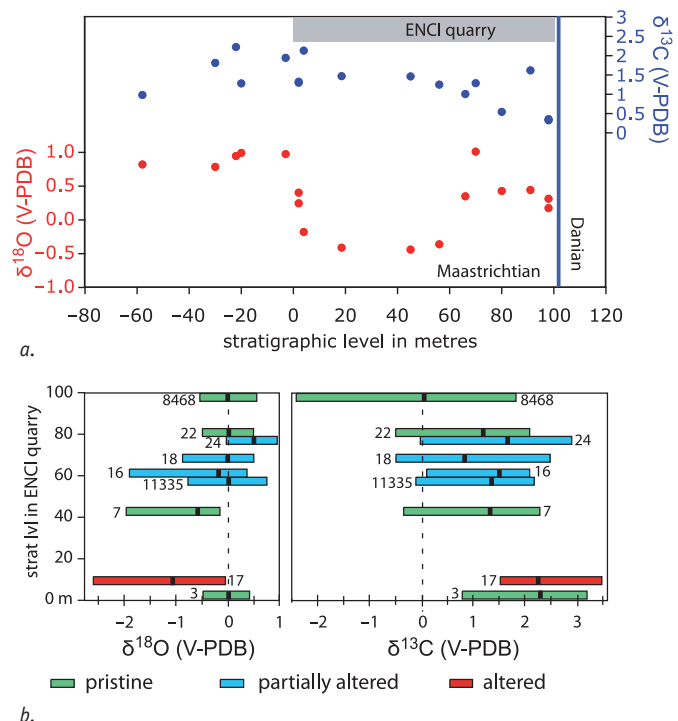 ENCI quarry
3
2.5
2
1.5
1
0.5
0
δ13C (V-PDB)
1.0
0.5
0.0
−0.5
−1.0
δ18O (V-PDB)
Maastrichtian
Danian
−80 −60 −40 −20 0 20 40 60 80 100 120
stratigraphic level in metres
a.
100
80
60
40
20
0 m
strat lvl in ENCI quarry
8468
22
24
18
16
11335
7
17
3
−2 −1 0 1
δ18O (V-PDB)
8468
22
24
18
16
11335
7
17
3
−2 −1 0 1 2 3
δ13C (V-PDB)
pristine partially altered altered
b.